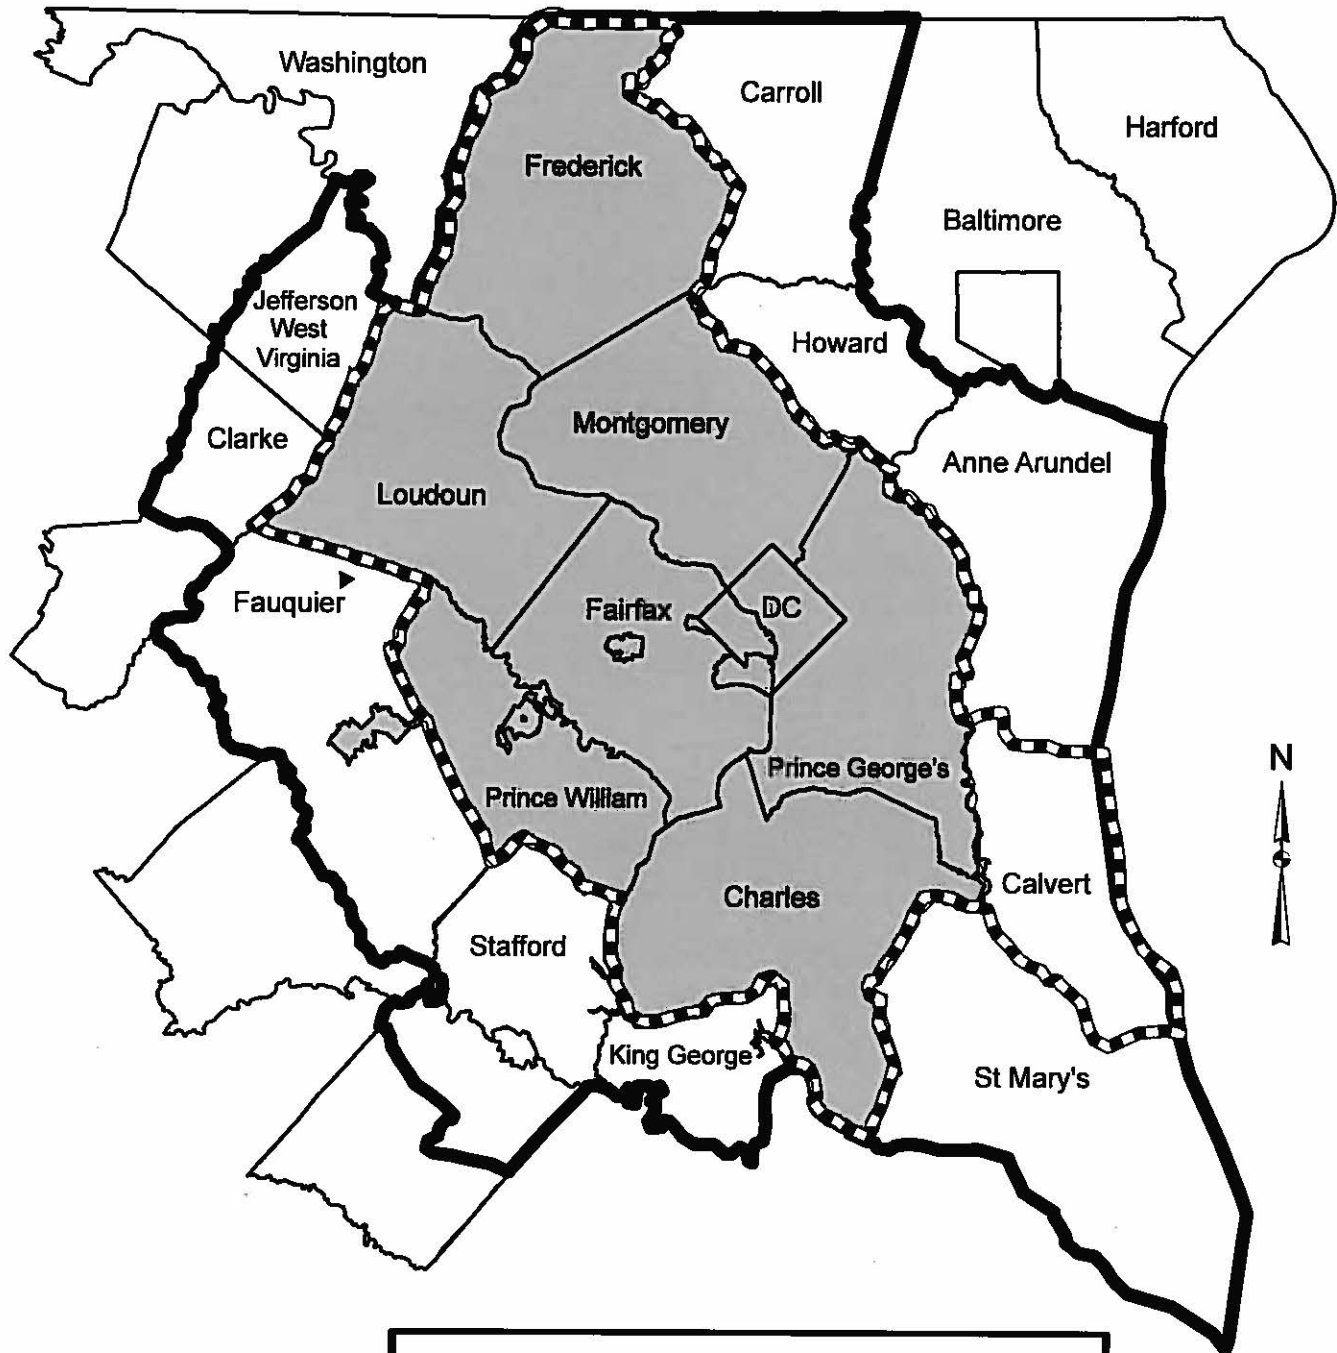 Washington
Carroll
Harford
Frederick
Baltimore
Jefferson
West
Virginia
Howard
Clarke
Montgomery
Anne Arundel
Loudoun
Fauquier
Fairfax
DC
Prince George's
N
Prince William
Charles
Calvert
Stafford
King George
St Mary's